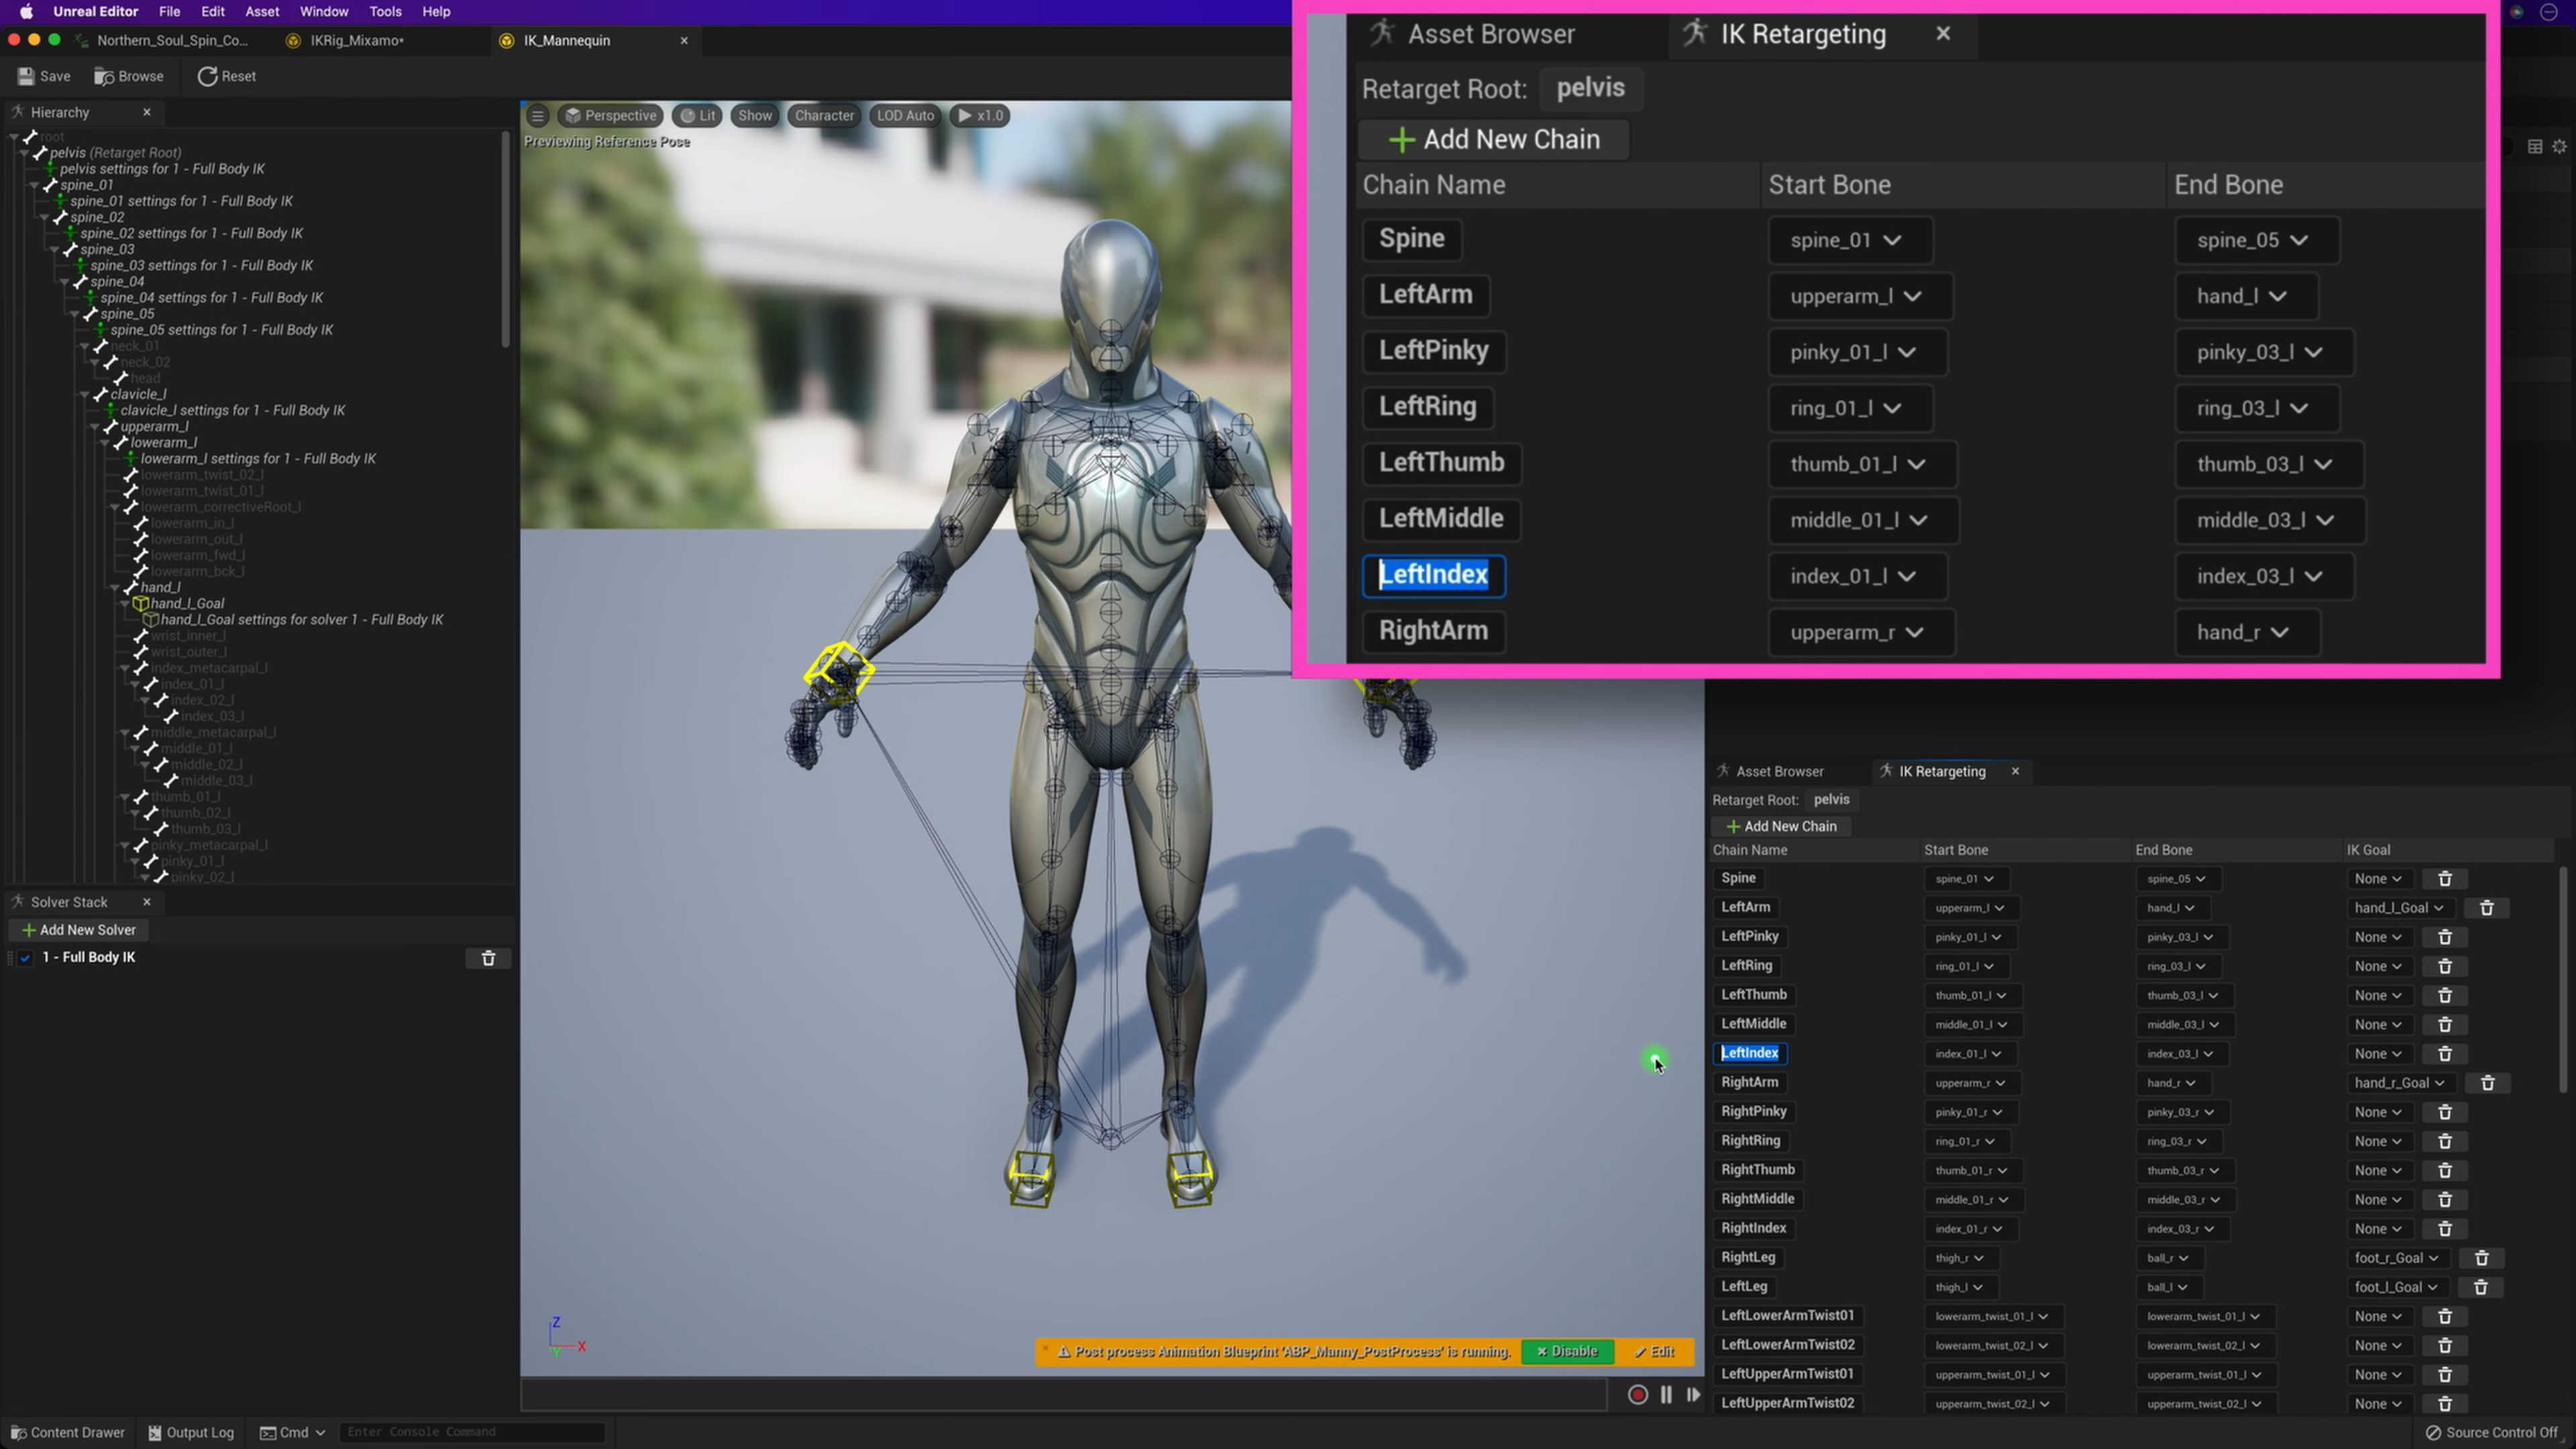 Unreal Editor File Edit Asset Window Tools Help
Northern_Soul_Spin_Co... IKRig_Mixamo* IK_Mannequin
Save Browse Reset
Hierarchy
root
pelvis (Retarget Root)
pelvis settings for 1 - Full Body IK
spine_01
spine_01 settings for 1 - Full Body IK
spine_02
spine_02 settings for 1 - Full Body IK
spine_03
spine_03 settings for 1 - Full Body IK
spine_04
spine_04 settings for 1 - Full Body IK
spine_05
spine_05 settings for 1 - Full Body IK
neck_01
neck_02
head
clavicle_l
clavicle_l settings for 1 - Full Body IK
upperarm_l
lowerarm_l
lowerarm_l settings for 1 - Full Body IK
lowerarm_twist_02_l
lowerarm_twist_01_l
lowerarm_correctiveRoot_l
lowerarm_in_l
lowerarm_out_l
lowerarm_fwd_l
lowerarm_bck_l
hand_l
hand_l_Goal
hand_l_Goal settings for solver 1 - Full Body IK
wrist_inner_l
wrist_outer_l
index_metacarpal_l
index_01_l
index_02_l
index_03_l
middle_metacarpal_l
middle_01_l
middle_02_l
middle_03_l
thumb_01_l
thumb_02_l
thumb_03_l
pinky_metacarpal_l
pinky_01_l
pinky_02_l
Solver Stack
Add New Solver
1 - Full Body IK
Perspective Lit Show Character LOD Auto x1.0
Previewing Reference Pose
Z
X
Y
Post process Animation Blueprint 'ABP_Manny_PostProcess' is running. Disable Edit
Asset Browser IK Retargeting
Retarget Root: pelvis
Add New Chain
Chain Name Start Bone End Bone
Spine spine_01 spine_05
LeftArm upperarm_l hand_l
LeftPinky pinky_01_l pinky_03_l
LeftRing ring_01_l ring_03_l
LeftThumb thumb_01_l thumb_03_l
LeftMiddle middle_01_l middle_03_l
LeftIndex index_01_l index_03_l
RightArm upperarm_r hand_r
Asset Browser IK Retargeting
Retarget Root: pelvis
Add New Chain
Chain Name Start Bone End Bone IK Goal
Spine spine_01 spine_05 None
LeftArm upperarm_l hand_l hand_l_Goal
LeftPinky pinky_01_l pinky_03_l None
LeftRing ring_01_l ring_03_l None
LeftThumb thumb_01_l thumb_03_l None
LeftMiddle middle_01_l middle_03_l None
LeftIndex index_01_l index_03_l None
RightArm upperarm_r hand_r hand_r_Goal
RightPinky pinky_01_r pinky_03_r None
RightRing ring_01_r ring_03_r None
RightThumb thumb_01_r thumb_03_r None
RightMiddle middle_01_r middle_03_r None
RightIndex index_01_r index_03_r None
RightLeg thigh_r ball_r foot_r_Goal
LeftLeg thigh_l ball_l foot_l_Goal
LeftLowerArmTwist01 lowerarm_twist_01_l lowerarm_twist_01_l None
LeftLowerArmTwist02 lowerarm_twist_02_l lowerarm_twist_02_l None
LeftUpperArmTwist01 upperarm_twist_01_l upperarm_twist_01_l None
LeftUpperArmTwist02 upperarm_twist_02_l upperarm_twist_02_l None
Content Drawer Output Log Cmd Enter Console Command Source Control Off